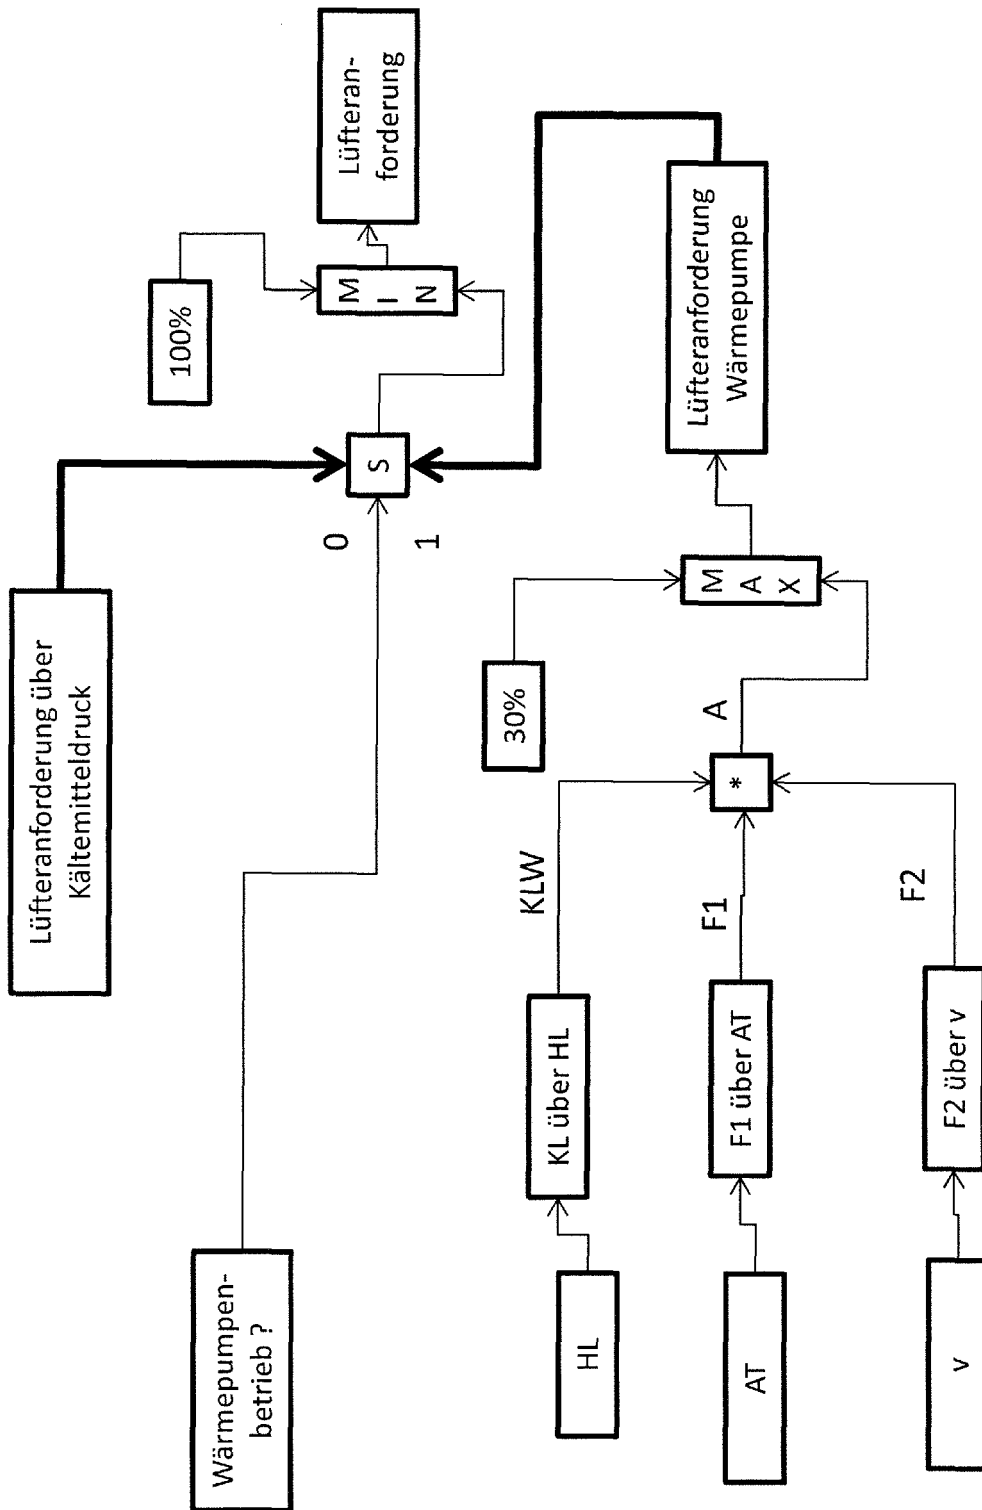 Lüfteranforderung über
Kältemitteldruck
Wärmepumpen-
betrieb ?
0
1
S
100%
M
I
N
Lüfteran-
forderung
HL
KL über HL
KLW
AT
F1 über AT
F1
v
F2 über v
F2
*
A
30%
M
A
X
Lüfteranforderung
Wärmepumpe